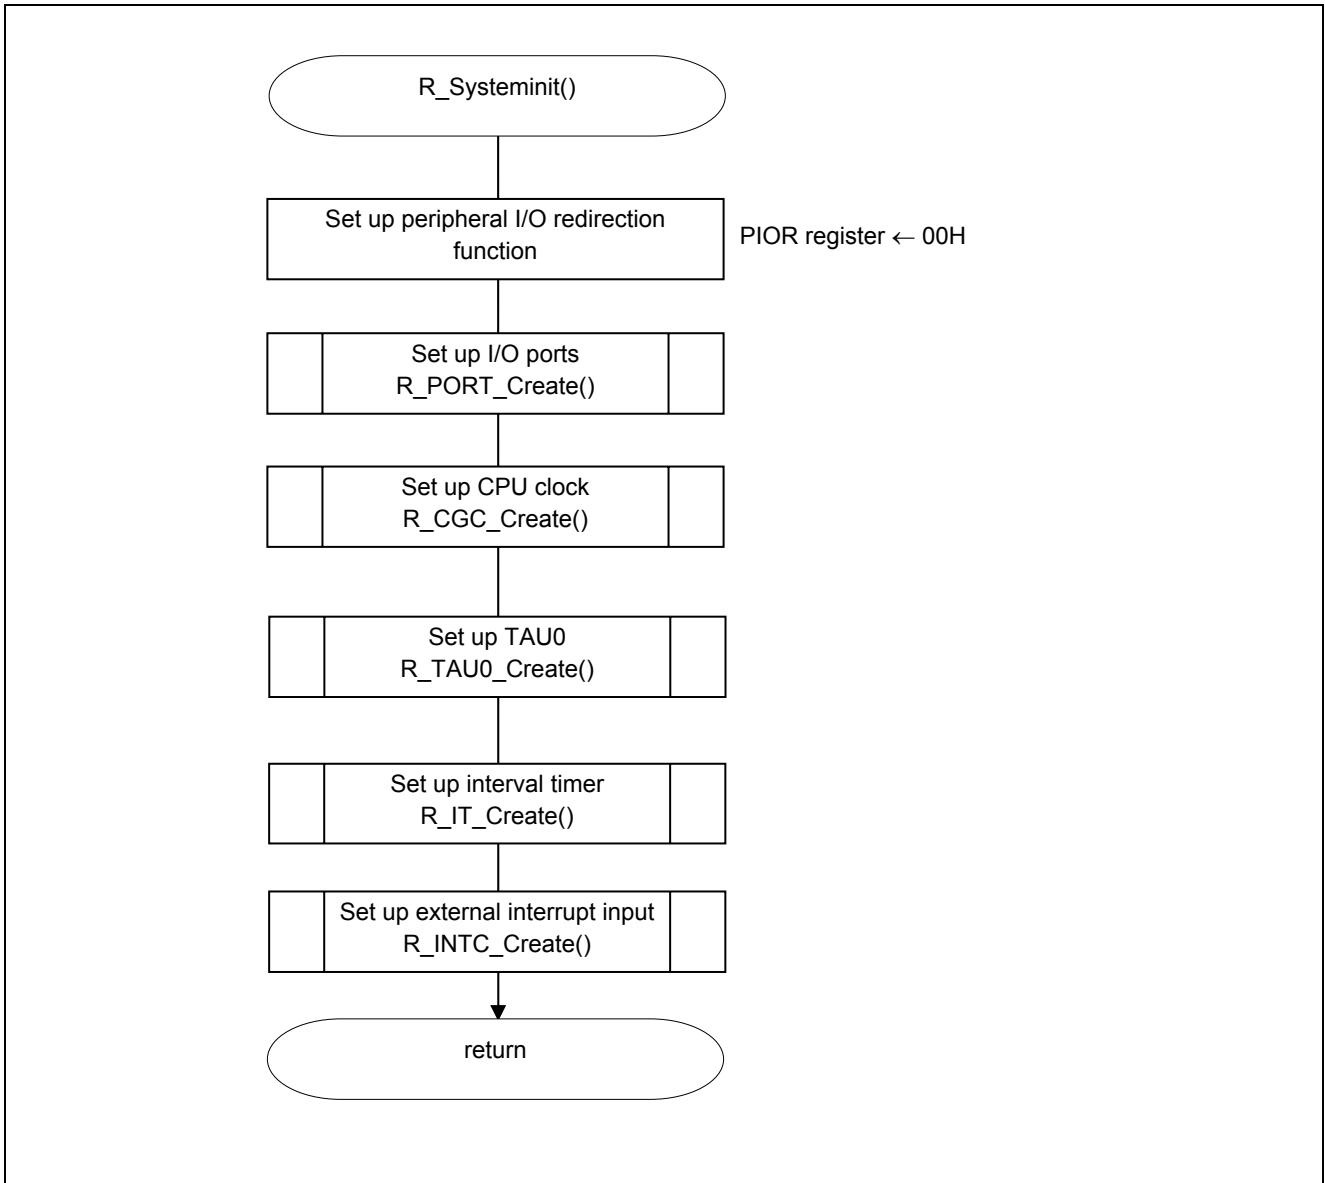 R_Systeminit()
Set up peripheral I/O redirection
function
PIOR register ← 00H
Set up I/O ports
R_PORT_Create()
Set up CPU clock
R_CGC_Create()
Set up TAU0
R_TAU0_Create()
Set up interval timer
R_IT_Create()
Set up external interrupt input
R_INTC_Create()
return